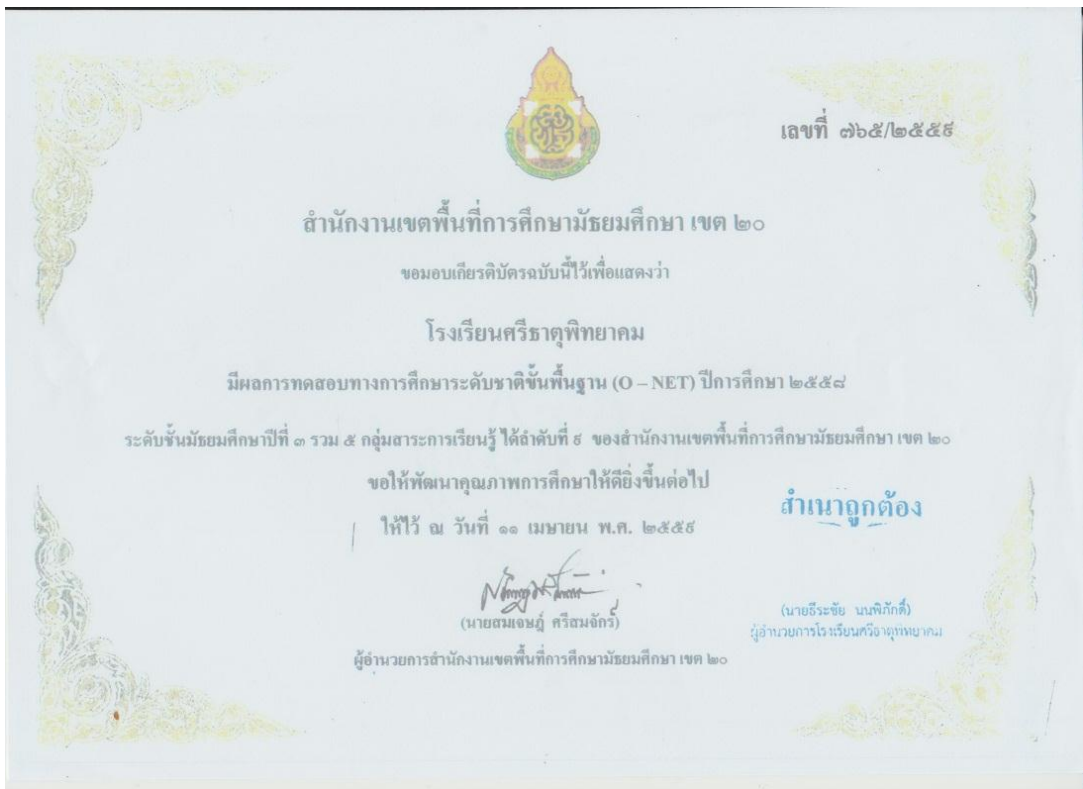 เลขที่ ๗๖๕/๒๕๕๙
สำนักงานเขตพื้นที่การศึกษามัธยมศึกษา เขต ๒๐
ขอมอบเกียรติบัตรฉบับนี้ไว้เพื่อแสดงว่า
โรงเรียนศรีธาตุพิทยาคม
มีผลการทดสอบทางการศึกษาระดับชาติขั้นพื้นฐาน (O – NET) ปีการศึกษา ๒๕๕๘
ระดับชั้นมัธยมศึกษาปีที่ ๓ รวม ๕ กลุ่มสาระการเรียนรู้ ได้ลำดับที่ ๙ ของสำนักงานเขตพื้นที่การศึกษามัธยมศึกษา เขต ๒๐
ขอให้พัฒนาคุณภาพการศึกษาให้ดียิ่งขึ้นต่อไป
สำเนาถูกต้อง
ให้ไว้ ณ วันที่ ๑๑ เมษายน พ.ศ. ๒๕๕๙
(นายสมเจษฎ์ ศรีสมจักร์)
ผู้อำนวยการสำนักงานเขตพื้นที่การศึกษามัธยมศึกษา เขต ๒๐
(นายธีระชัย นนพิภักดิ์)
ผู้อำนวยการโรงเรียนศรีธาตุพิทยาคม